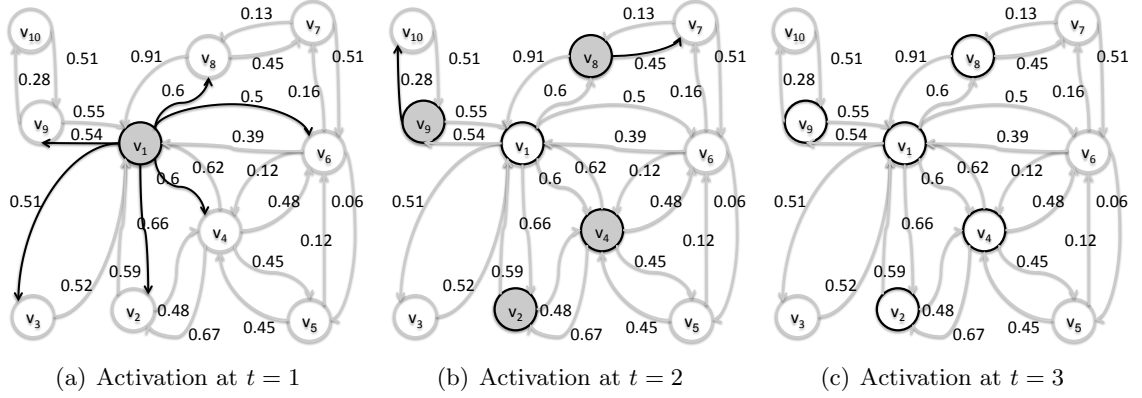 v10
0.51
0.28
v9
0.55
0.54
0.91
v8
0.13
v7
0.45
0.51
0.6
0.5
0.16
v1
0.39
v6
0.62
0.12
0.6
0.51
0.66
v4
0.48
0.06
0.12
0.45
0.52
0.59
v3
v2
0.48
0.67
0.45
v5
(a) Activation at t = 1
v10
0.51
0.28
v9
0.55
0.54
0.91
v8
0.13
v7
0.45
0.51
0.6
0.5
0.16
v1
0.39
v6
0.62
0.12
0.6
0.51
0.66
v4
0.48
0.06
0.12
0.45
0.52
0.59
v3
v2
0.48
0.67
0.45
v5
(b) Activation at t = 2
v10
0.51
0.28
v9
0.55
0.54
0.91
v8
0.13
v7
0.45
0.51
0.6
0.5
0.16
v1
0.39
v6
0.62
0.12
0.6
0.51
0.66
v4
0.48
0.06
0.12
0.45
0.52
0.59
v3
v2
0.48
0.67
0.45
v5
(c) Activation at t = 3